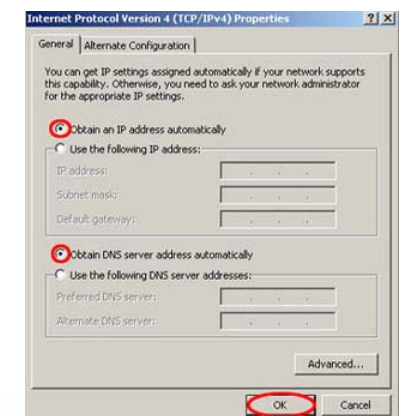 Internet Protocol Version 4 (TCP/IPv4) Properties
General
Alternate Configuration
You can get IP settings assigned automatically if your network supports
this capability. Otherwise, you need to ask your network administrator
for the appropriate IP settings.
Obtain an IP address automatically
Use the following IP address:
IP address:
Subnet mask:
Default gateway:
Obtain DNS server address automatically
Use the following DNS server addresses:
Preferred DNS server:
Alternate DNS server:
Advanced...
OK
Cancel